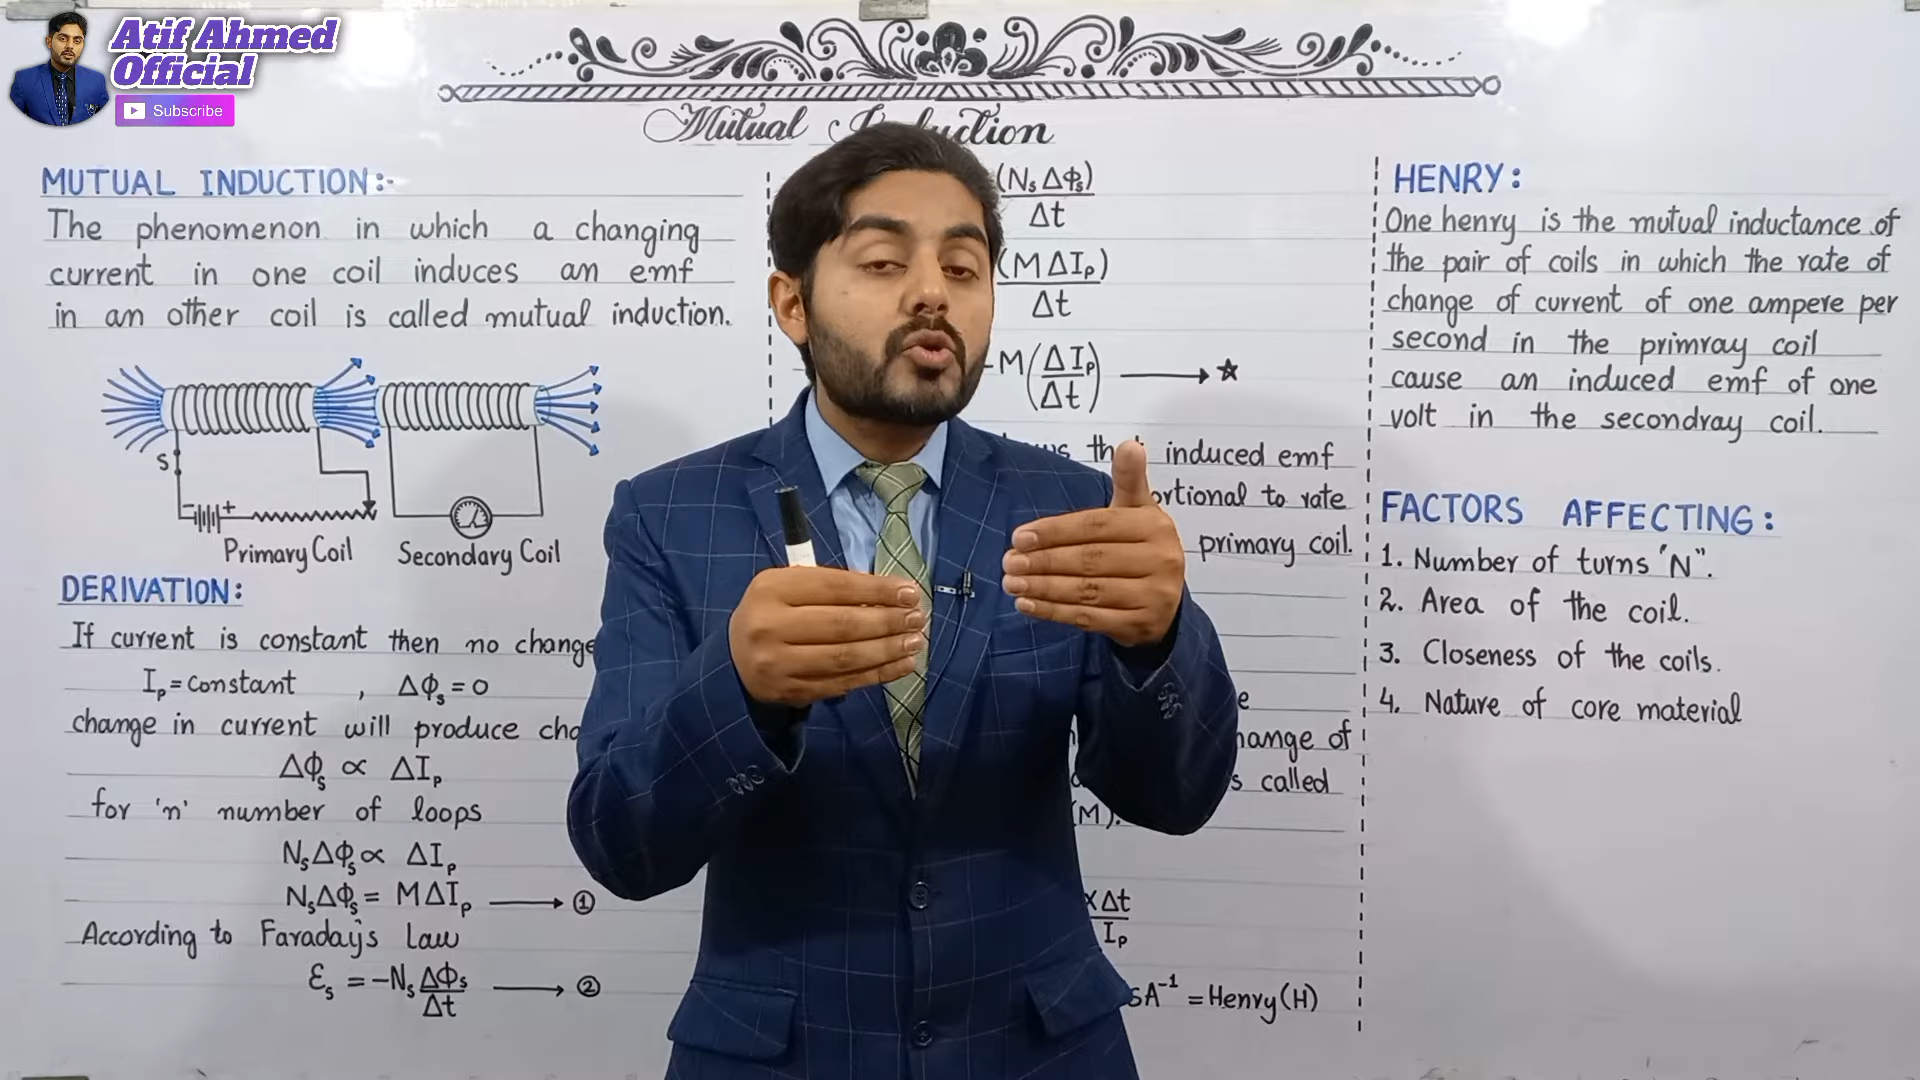 Atif Ahmed
Official
Subscribe
Mutual
MUTUAL INDUCTION:-
The phenomenon in which a changing
current in one coil induces an emf
in an other coil is called mutual induction.
S
- +
Primary Coil
Secondary Coil
DERIVATION:
If current is constant then no change
Iₚ = constant , ΔΦₛ = 0
change in current will produce
ΔΦₛ ∝ ΔIₚ
for 'n' number of loops
NₛΔΦₛ ∝ ΔIₚ
NₛΔΦₛ = MΔIₚ → ①
According to Faraday's Law
Ɛₛ = -Nₛ ΔΦₛ/Δt → ②
(NₛΔΦₛ)/Δt
(MΔIₚ)/Δt
-M(ΔIₚ/Δt) → ☆
induced emf
to rate
primary coil.
of
called
(M).
×Δt
Iₚ
sA⁻¹ = Henry(H)
HENRY:
One henry is the mutual inductance of
the pair of coils in which the rate of
change of current of one ampere per
second in the primray coil
cause an induced emf of one
volt in the secondray coil.
FACTORS AFFECTING:
1. Number of turns "N".
2. Area of the coil.
3. Closeness of the coils.
4. Nature of core material